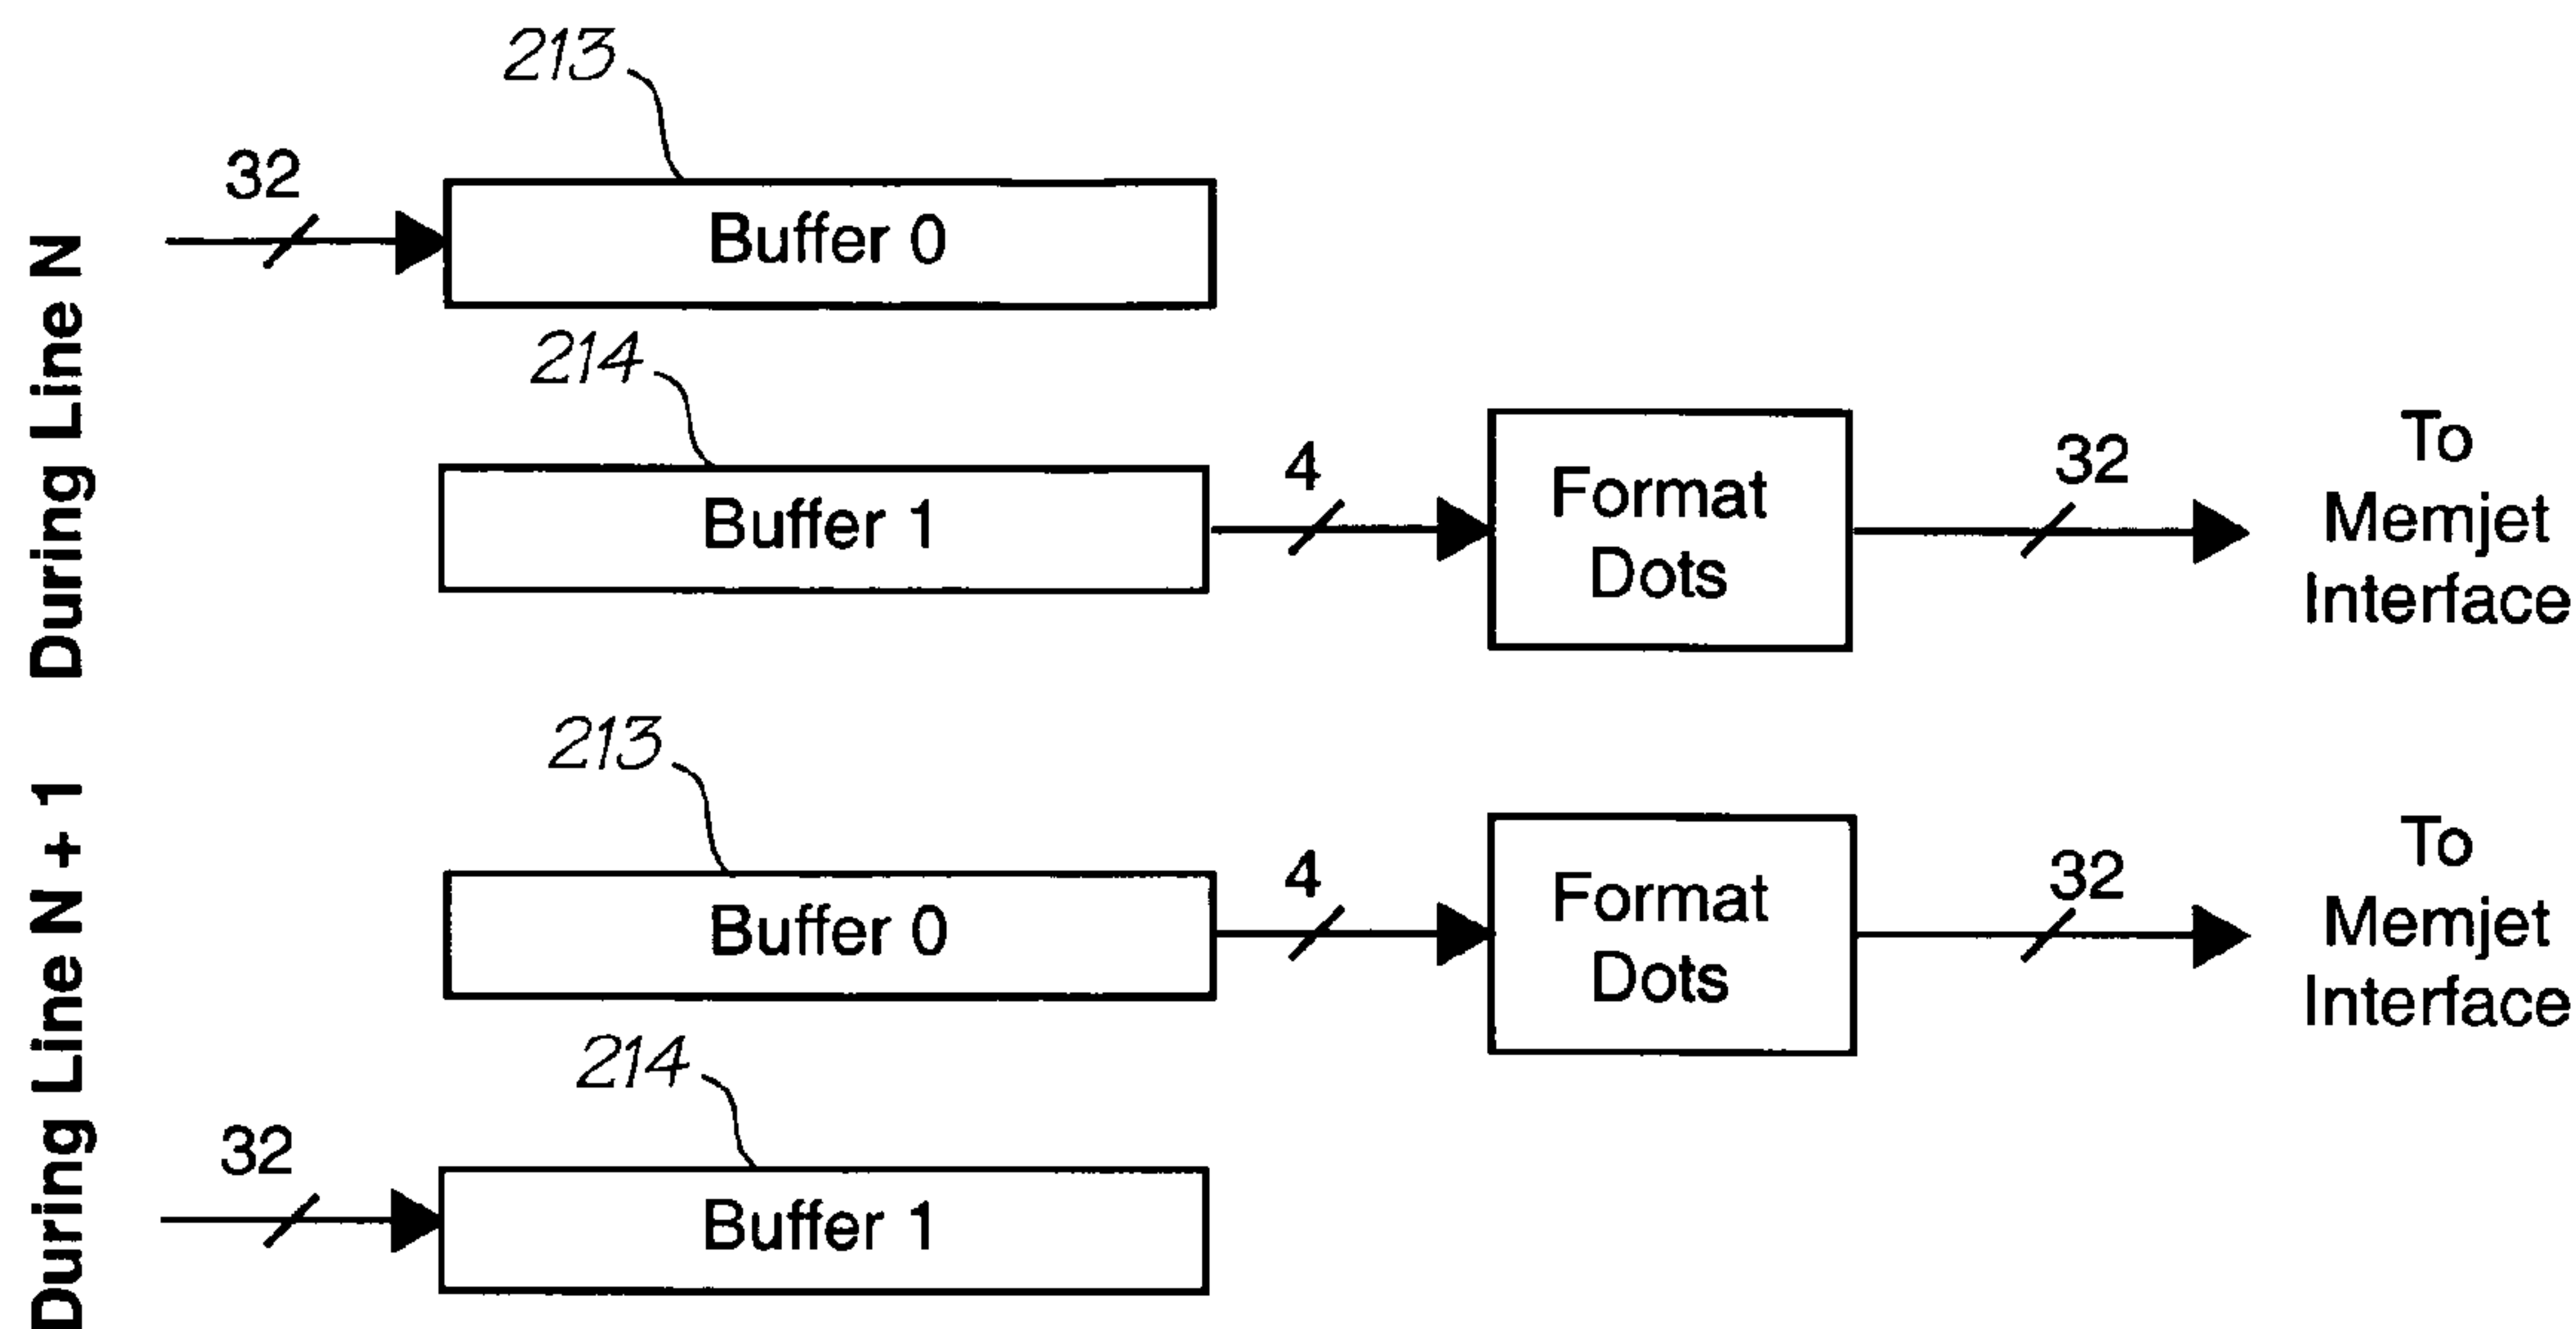 During Line N
213
32
Buffer 0
214
Buffer 1
4
Format
Dots
32
To
Memjet
Interface
During Line N + 1
213
Buffer 0
4
Format
Dots
32
To
Memjet
Interface
214
32
Buffer 1